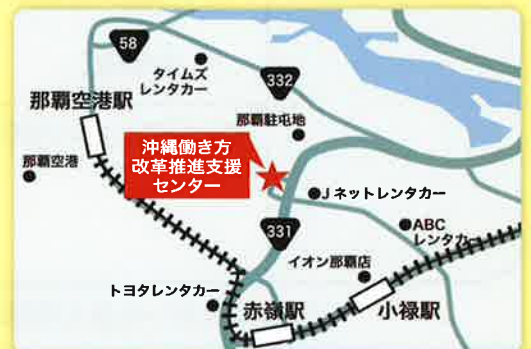 58
タイムズ
レンタカー
332
那覇空港駅
那覇駐屯地
沖縄働き方
改革推進支援
センター
那覇空港
Jネットレンタカー
ABC
レンタカー
331
イオン那覇店
トヨタレンタカー
赤嶺駅
小禄駅